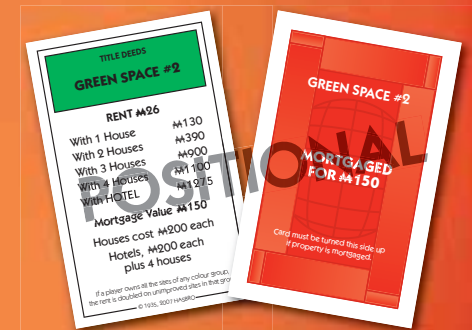 TITLE DEEDS
GREEN SPACE #2
RENT ₩26
With 1 House ₩130
With 2 Houses ₩390
With 3 Houses ₩900
With 4 Houses ₩1100
With HOTEL ₩1275
Mortgage Value ₩150
Houses cost ₩200 each
Hotels, ₩200 each
plus 4 houses
If a player owns all the sites of any colour group,
the rent is doubled on unimproved sites in that
© 1935, 2007 HASBRO
GREEN SPACE #2
MORTGAGED
FOR ₩150
Card must be turned this side up
if property is mortgaged.
POSITIONAL